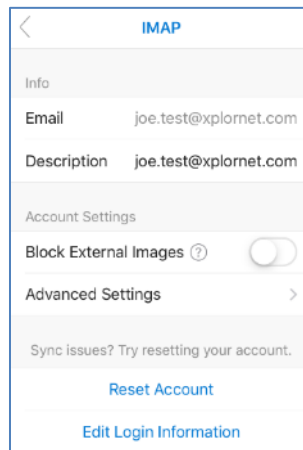 IMAP
Info
Email joe.test@xplornet.com
Description joe.test@xplornet.com
Account Settings
Block External Images ?
Advanced Settings
Sync issues? Try resetting your account.
Reset Account
Edit Login Information